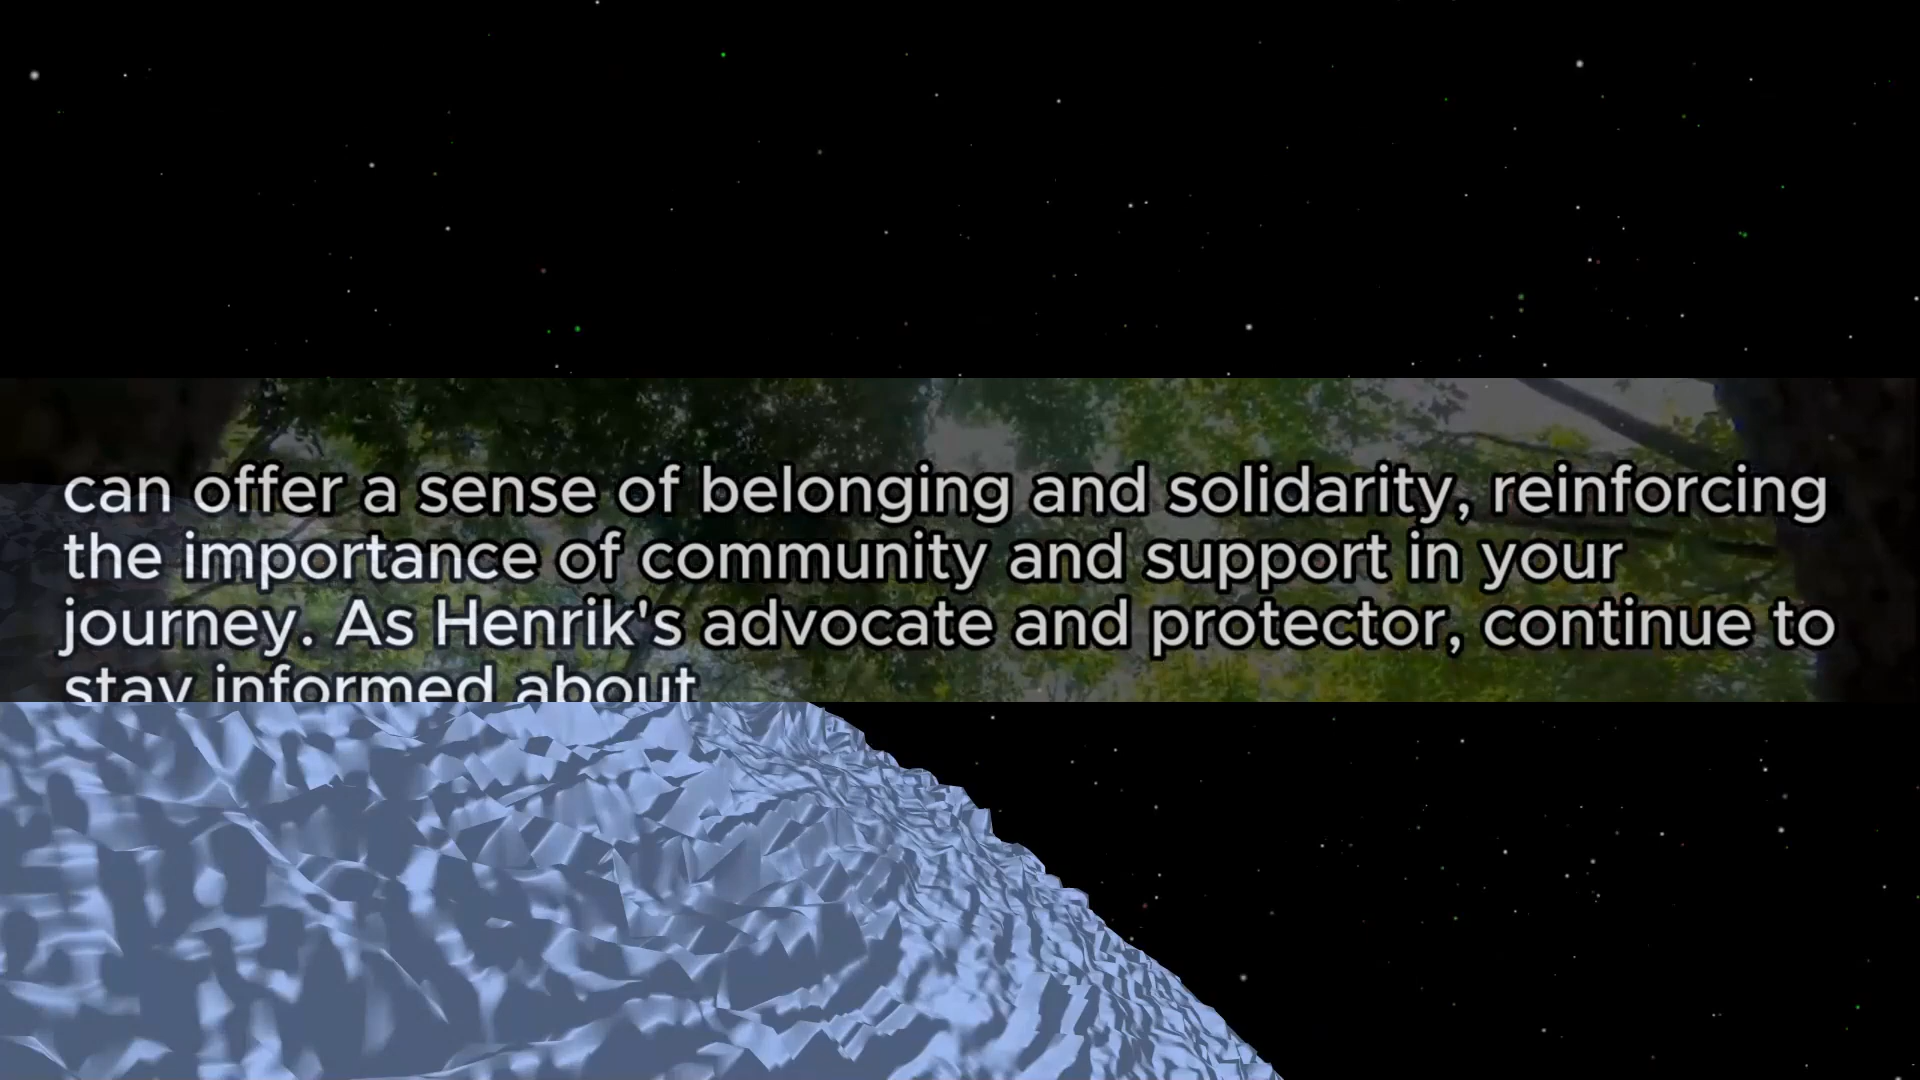 can offer a sense of belonging and solidarity, reinforcing
the importance of community and support in your
journey. As Henrik's advocate and protector, continue to
stay informed about